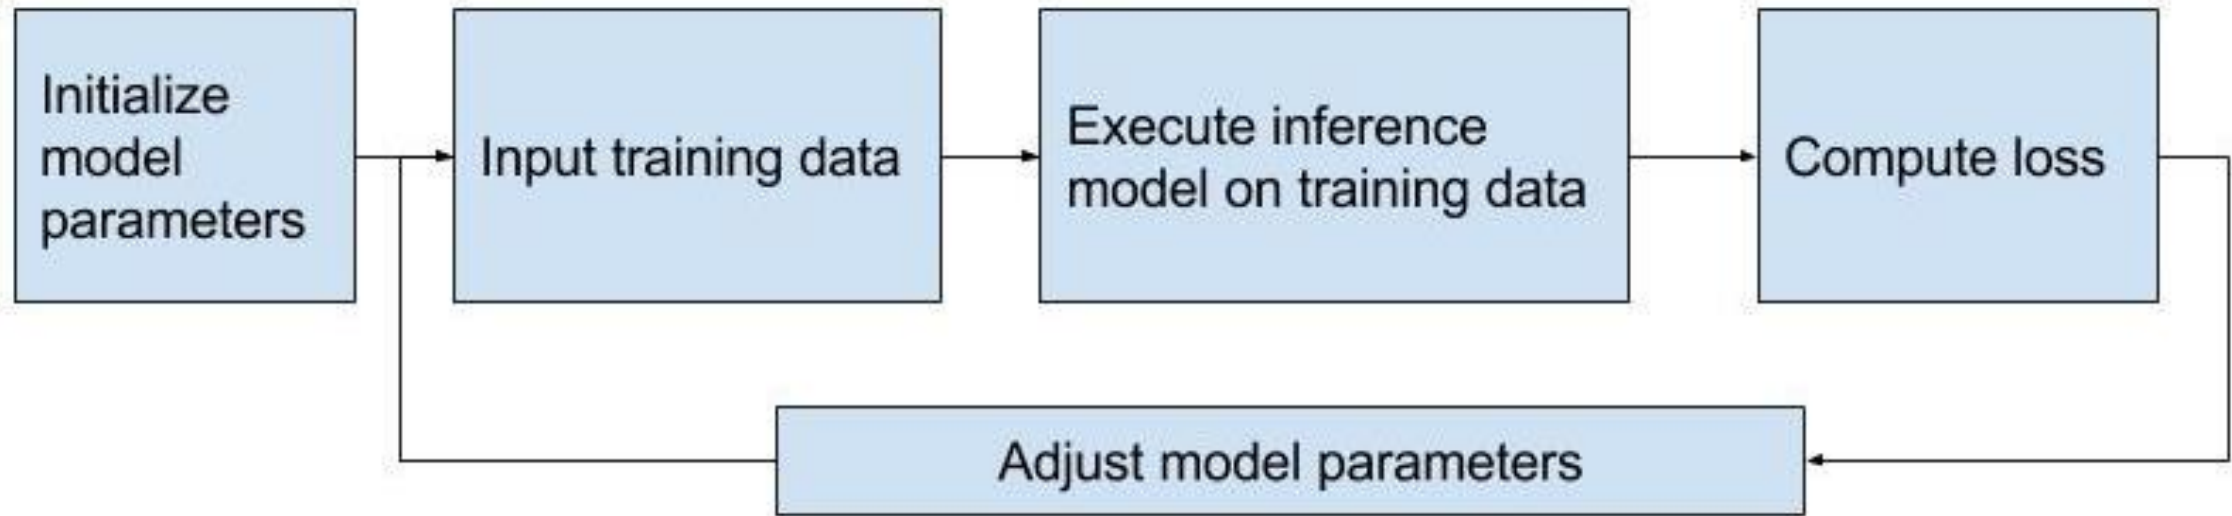 Initialize
model
parameters
Input training data
Execute inference
model on training data
Compute loss
Adjust model parameters